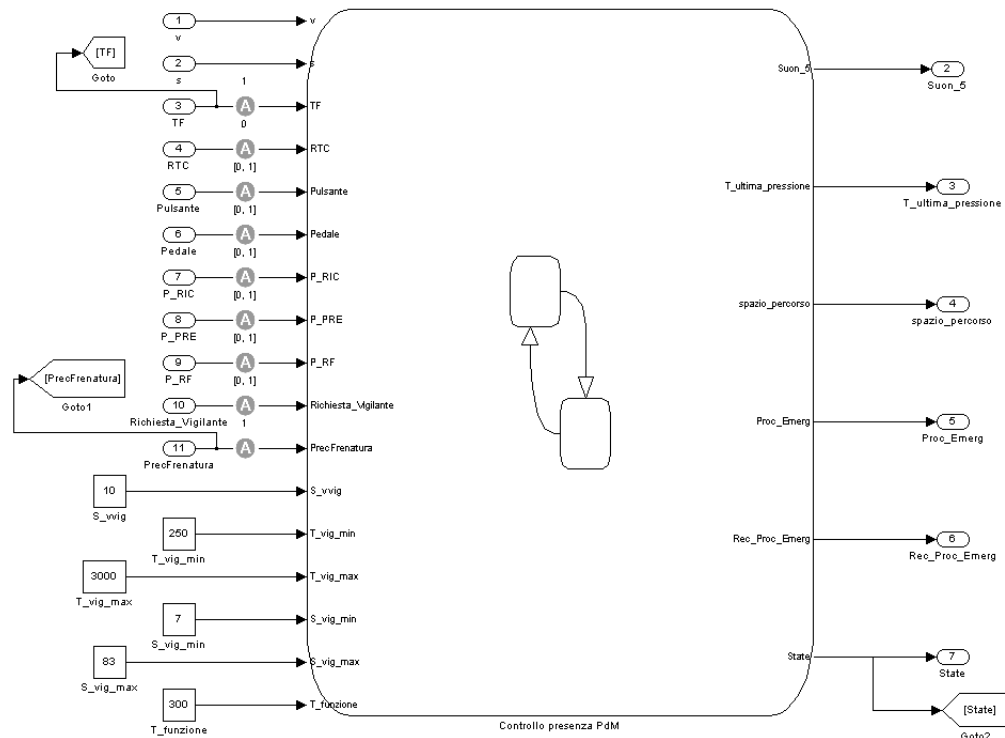 1
v
v
[TF]
Goto
2
s
s
1
3
TF
A
0
TF
4
RTC
A
[0, 1]
RTC
5
Pulsante
A
[0, 1]
Pulsante
6
Pedale
A
[0, 1]
Pedale
7
P_RIC
A
[0, 1]
P_RIC
8
P_PRE
A
[0, 1]
P_PRE
9
P_RF
A
[0, 1]
P_RF
[PrecFrenatura]
Goto1
10
Richiesta_Vigilante
A
1
Richiesta_Vigilante
11
PrecFrenatura
A
PrecFrenatura
10
S_vvig
S_vvig
250
T_vig_min
T_vig_min
3000
T_vig_max
T_vig_max
7
S_vig_min
S_vig_min
83
S_vig_max
S_vig_max
300
T_funzione
T_funzione
Controllo presenza PdM
Suon_5
2
Suon_5
T_ultima_pressione
3
T_ultima_pressione
spazio_percorso
4
spazio_percorso
Proc_Emerg
5
Proc_Emerg
Rec_Proc_Emerg
6
Rec_Proc_Emerg
State
7
State
[State]
Goto2